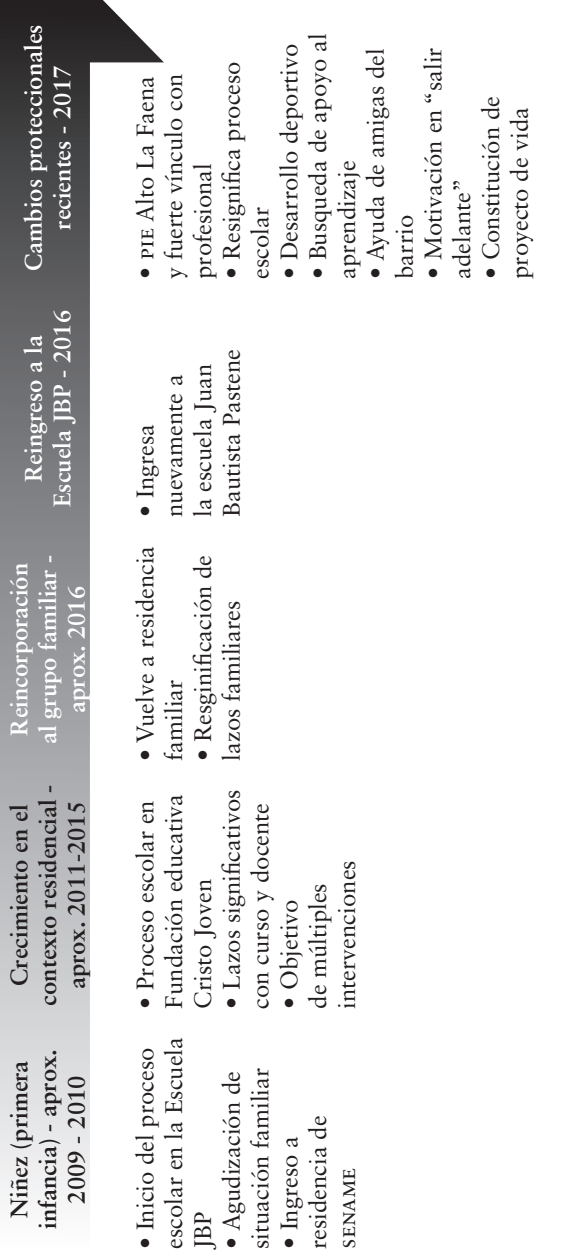 Niñez (primera
infancia) - aprox.
2009 - 2010
• Inicio del proceso
escolar en la Escuela
JBP
• Agudización de
situación familiar
• Ingreso a
residencia de
SENAME
Crecimiento en el
contexto residencial -
aprox. 2011-2015
• Proceso escolar en
Fundación educativa
Cristo Joven
• Lazos significativos
con curso y docente
• Objetivo
de múltiples
intervenciones
Reincorporación
al grupo familiar -
aprox. 2016
• Vuelve a residencia
familiar
• Resginificación de
lazos familiares
Reingreso a la
Escuela JBP - 2016
• Ingresa
nuevamente a
la escuela Juan
Bautista Pastene
Cambios proteccionales
recientes - 2017
• PIE Alto La Faena
y fuerte vínculo con
profesional
• Resignifica proceso
escolar
• Desarrollo deportivo
• Busqueda de apoyo al
aprendizaje
• Ayuda de amigas del
barrio
• Motivación en “salir
adelante”
• Constitución de
proyecto de vida